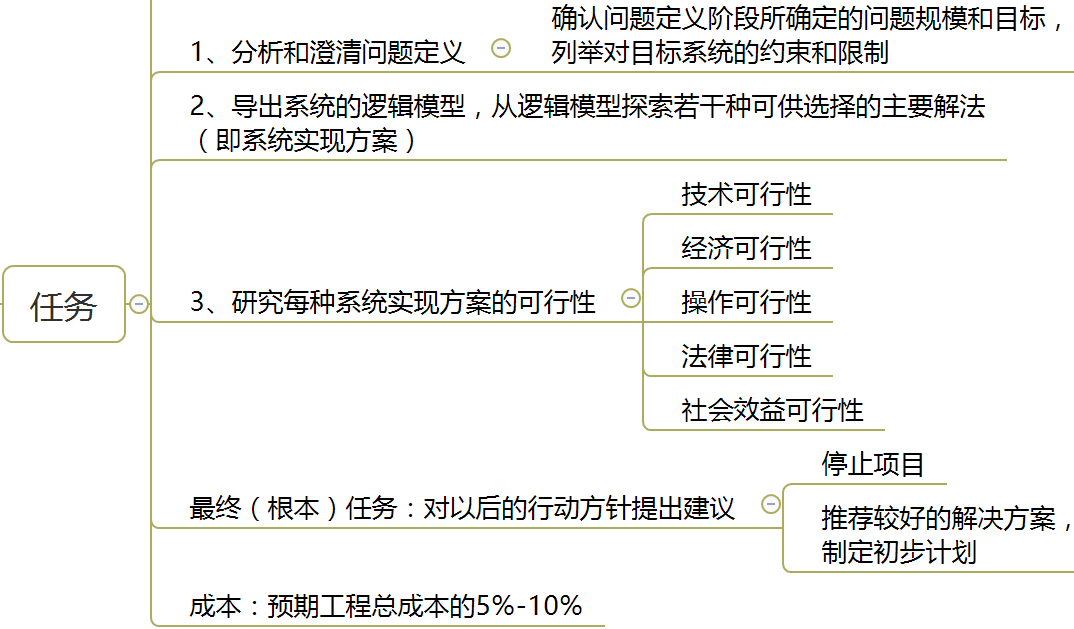 确认问题定义阶段所确定的问题规模和目标，
1、分析和澄清问题定义
列举对目标系统的约束和限制
2、导出系统的逻辑模型，从逻辑模型探索若干种可供选择的主要解法
（即系统实现方案）
技术可行性
经济可行性
任务
3、研究每种系统实现方案的可行性
操作可行性
法律可行性
社会效益可行性
停止项目
最终（根本）任务：对以后的行动方针提出建议
推荐较好的解决方案，
制定初步计划
成本：预期工程总成本的5%-10%